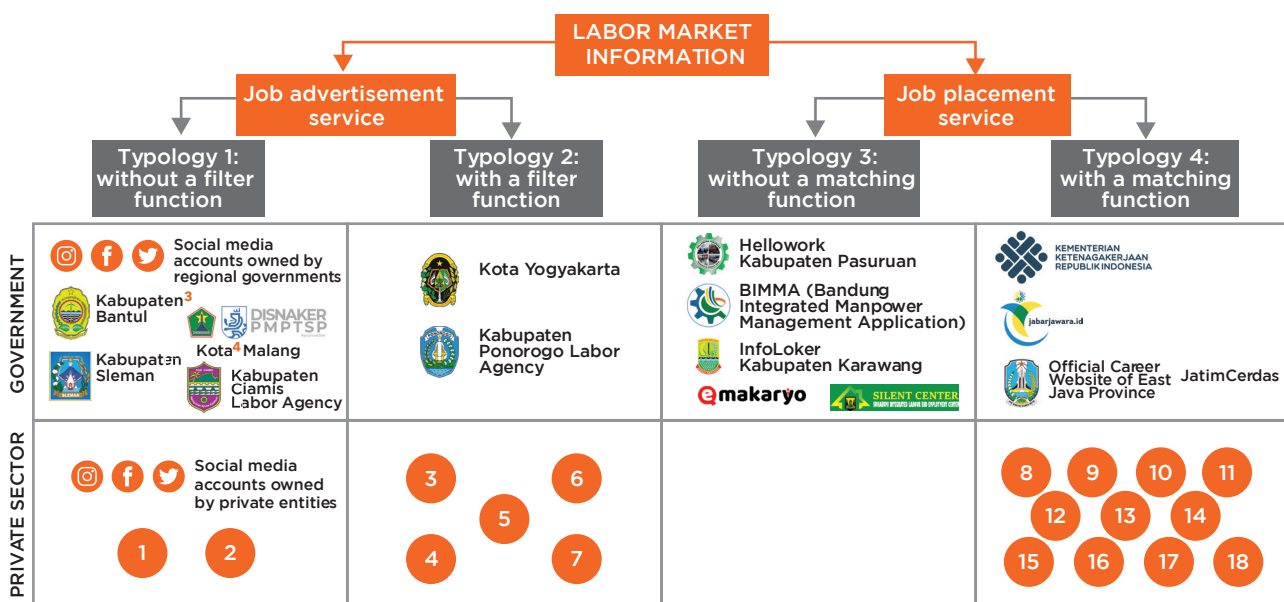 LABOR MARKET
INFORMATION
Job advertisement
service
Job placement
service
Typology 1:
without a filter
function
Typology 2:
with a filter
function
Typology 3:
without a matching
function
Typology 4:
with a matching
function
GOVERNMENT
Social media
accounts owned by
regional governments
Kabupaten3
Bantul
DISNAKER
PMPTSP
Kabupaten
Sleman
SLEMAN
Kota4 Malang
Kabupaten
Ciamis
Labor Agency
Kota Yogyakarta
Kabupaten
Ponorogo Labor
Agency
Hellowork
Kabupaten Pasuruan
BIMMA (Bandung
Integrated Manpower
Management Application)
InfoLoker
Kabupaten Karawang
emakaryo
SILENT CENTER
KEMENTERIAN
KETENAGAKERJAAN
REPUBLIK INDONESIA
jabarjawara.id
Official Career
Website of East
Java Province
JatimCerdas
PRIVATE SECTOR
Social media
accounts owned
by private entities
1 2
3 6
5
4 7
8 9 10 11
12 13 14
15 16 17 18